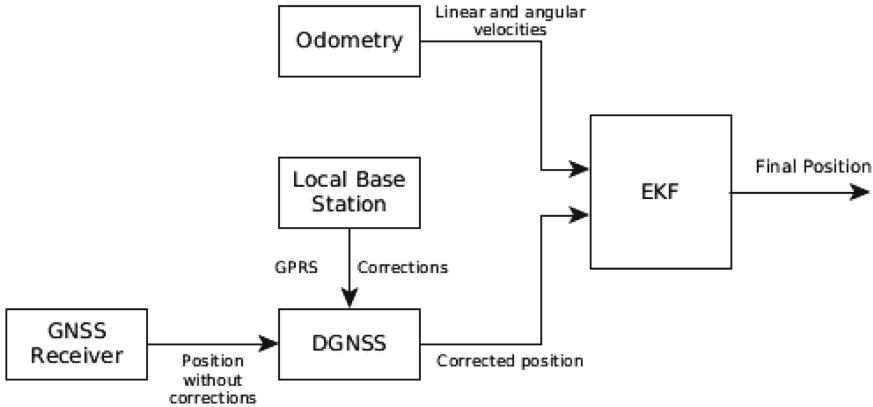 Odometry
Linear and angular
velocities
Local Base
Station
EKF
Final Position
GPRS
Corrections
GNSS
Receiver
Position
without
corrections
DGNSS
Corrected position